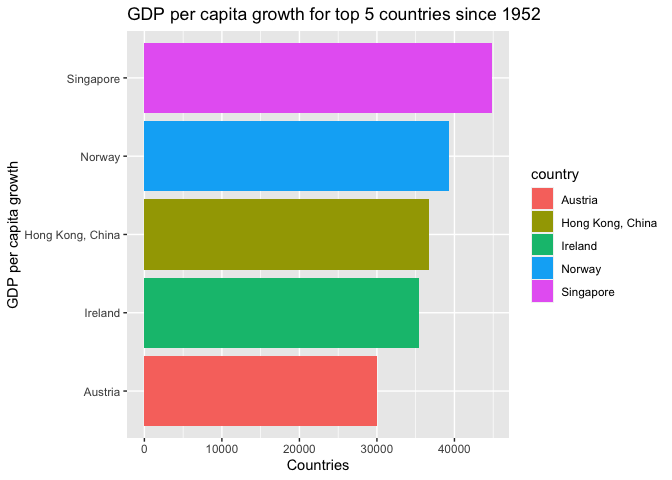 GDP per capita growth for top 5 countries since 1952
GDP per capita growth
Singapore
Norway
Hong Kong, China
Ireland
Austria
0 10000 20000 30000 40000
Countries
country
Austria
Hong Kong, China
Ireland
Norway
Singapore